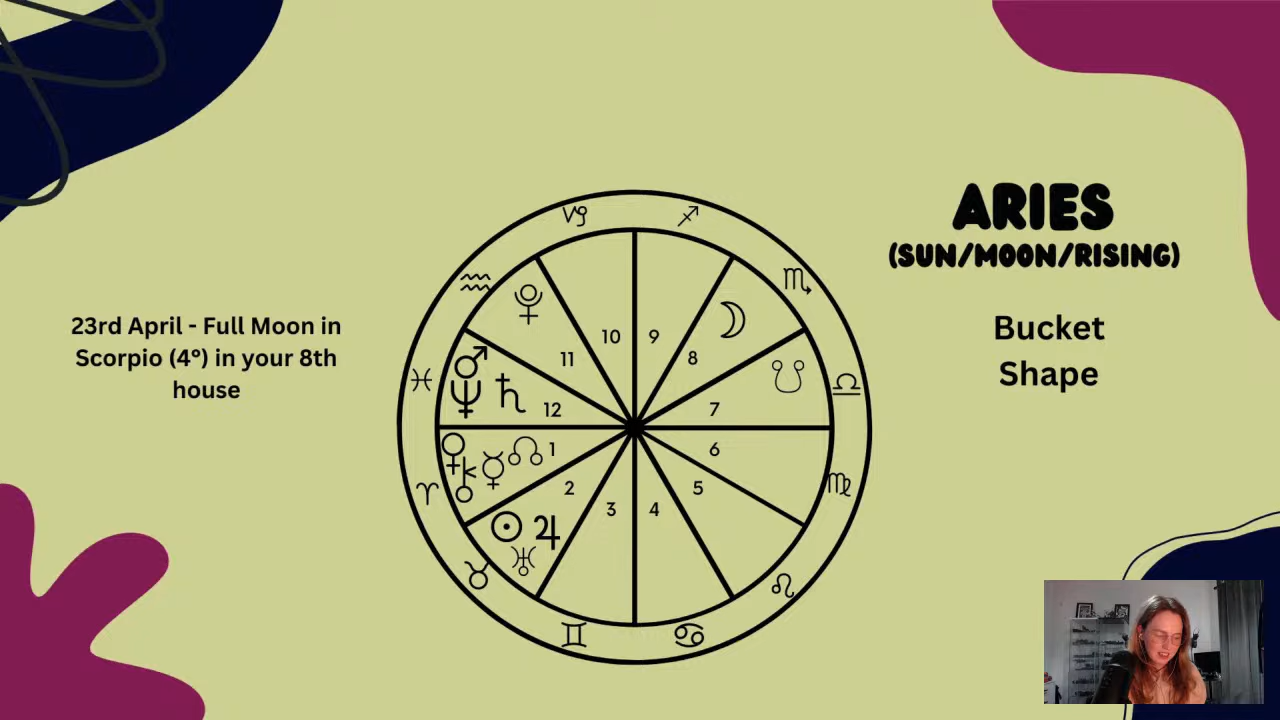 ARIES
(SUN/MOON/RISING)
23rd April - Full Moon in
Scorpio (4°) in your 8th
house
Bucket
Shape
10
9
11
8
12
7
1
6
2
5
3
4